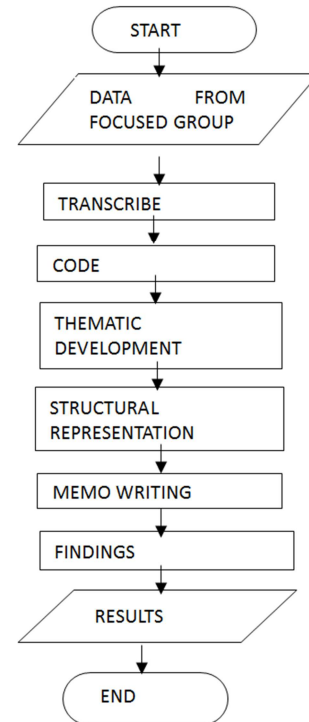 START
DATA FROM
FOCUSED GROUP
TRANSCRIBE
CODE
THEMATIC
DEVELOPMENT
STRUCTURAL
REPRESENTATION
MEMO WRITING
FINDINGS
RESULTS
END